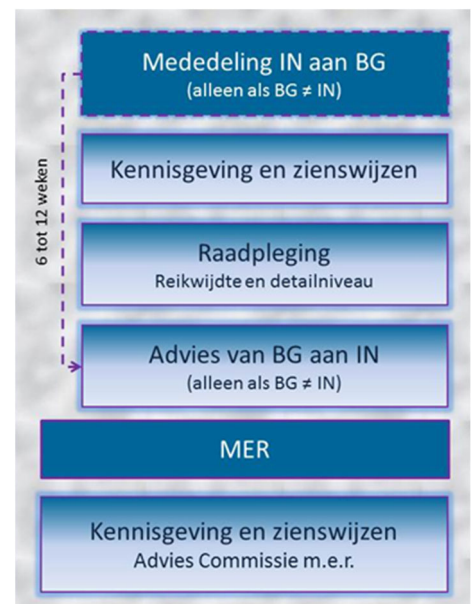 Mededeling IN aan BG
(alleen als BG ≠ IN)
6 tot 12 weken
Kennisgeving en zienswijzen
Raadpleging
Reikwijdte en detailniveau
Advies van BG aan IN
(alleen als BG ≠ IN)
MER
Kennisgeving en zienswijzen
Advies Commissie m.e.r.